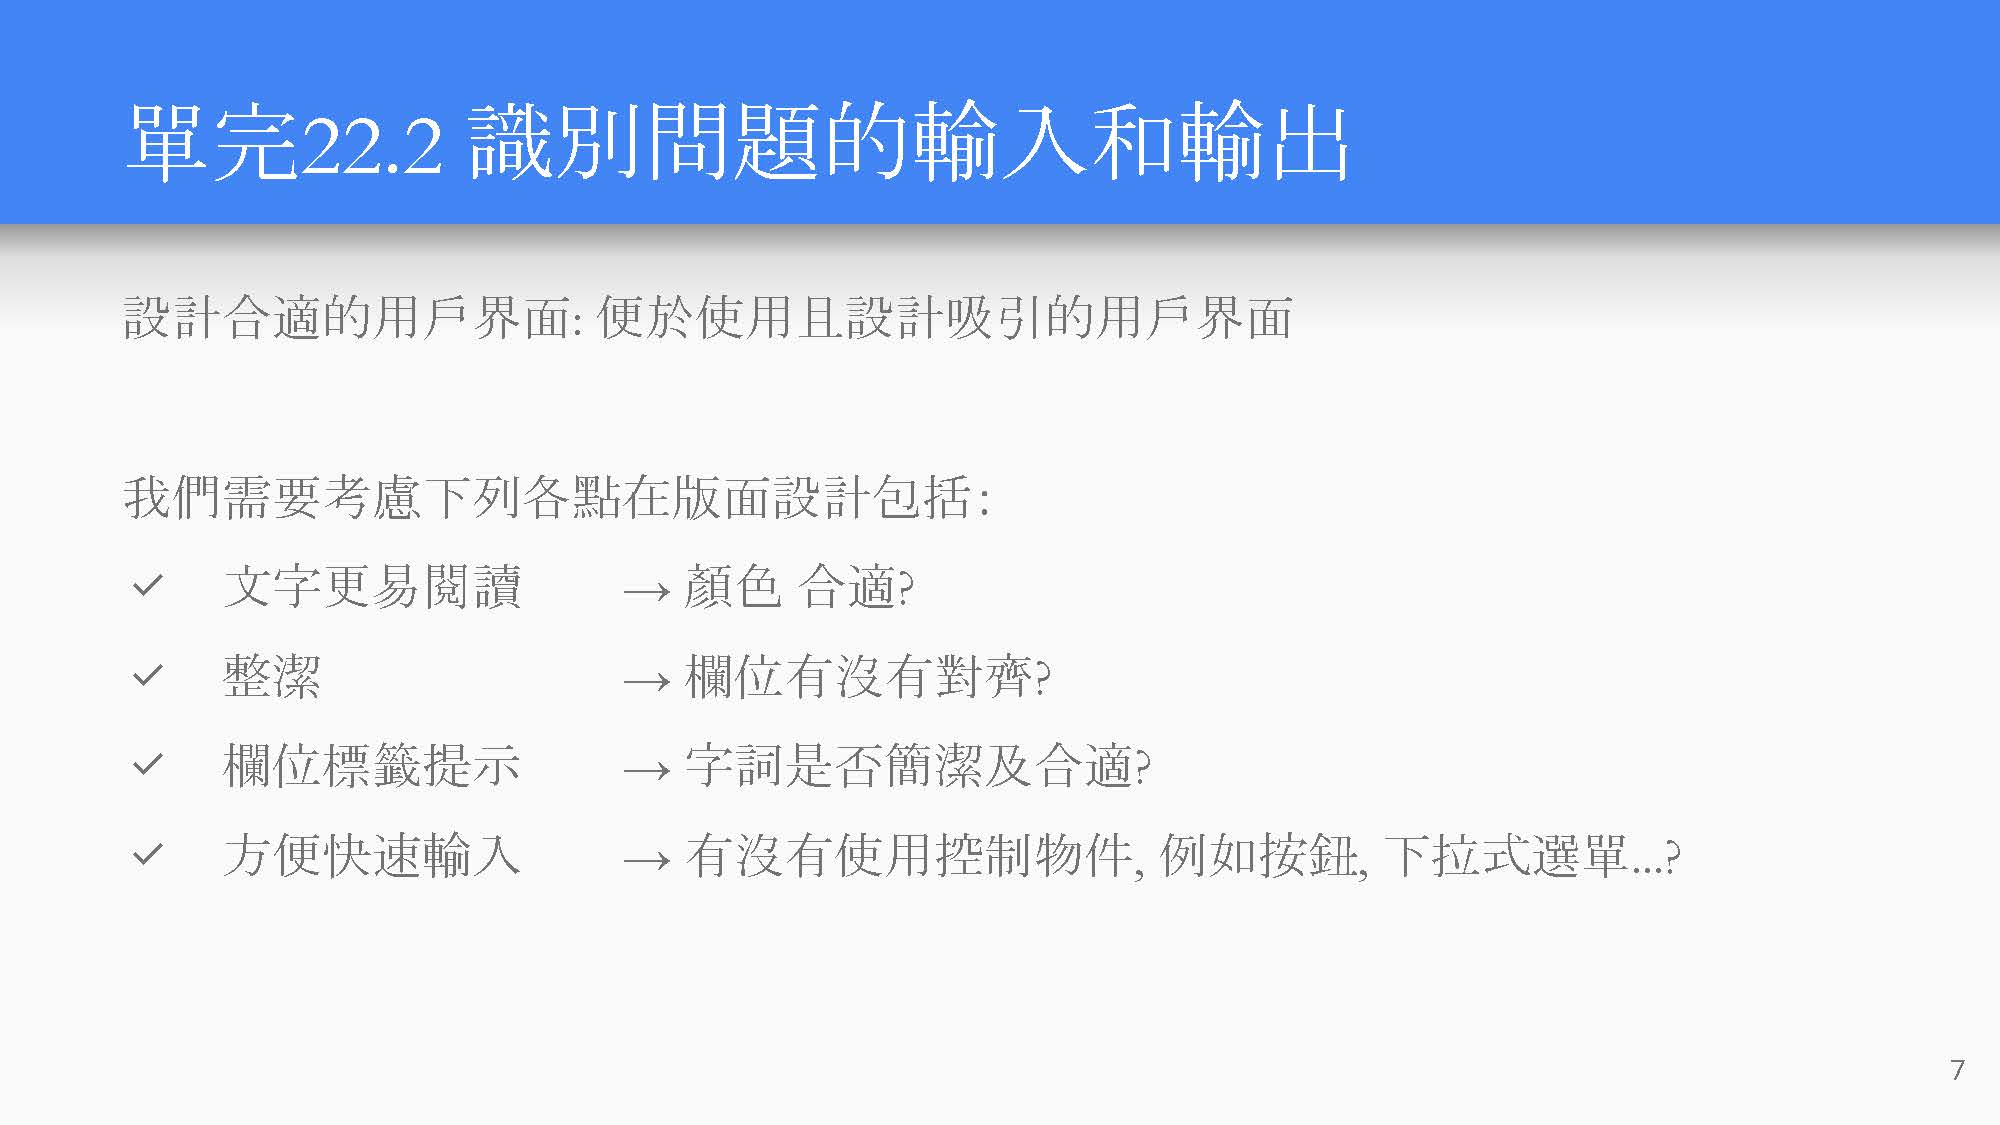 單完22.2 識別問題的輸入和輸出
設計合適的用戶界面: 便於使用且設計吸引的用戶界面
我們需要考慮下列各點在版面設計包括:
✓ 文字更易閱讀 → 顏色 合適?
✓ 整潔 → 欄位有沒有對齊?
✓ 欄位標籤提示 → 字詞是否簡潔及合適?
✓ 方便快速輸入 → 有沒有使用控制物件, 例如按鈕, 下拉式選單...?
7